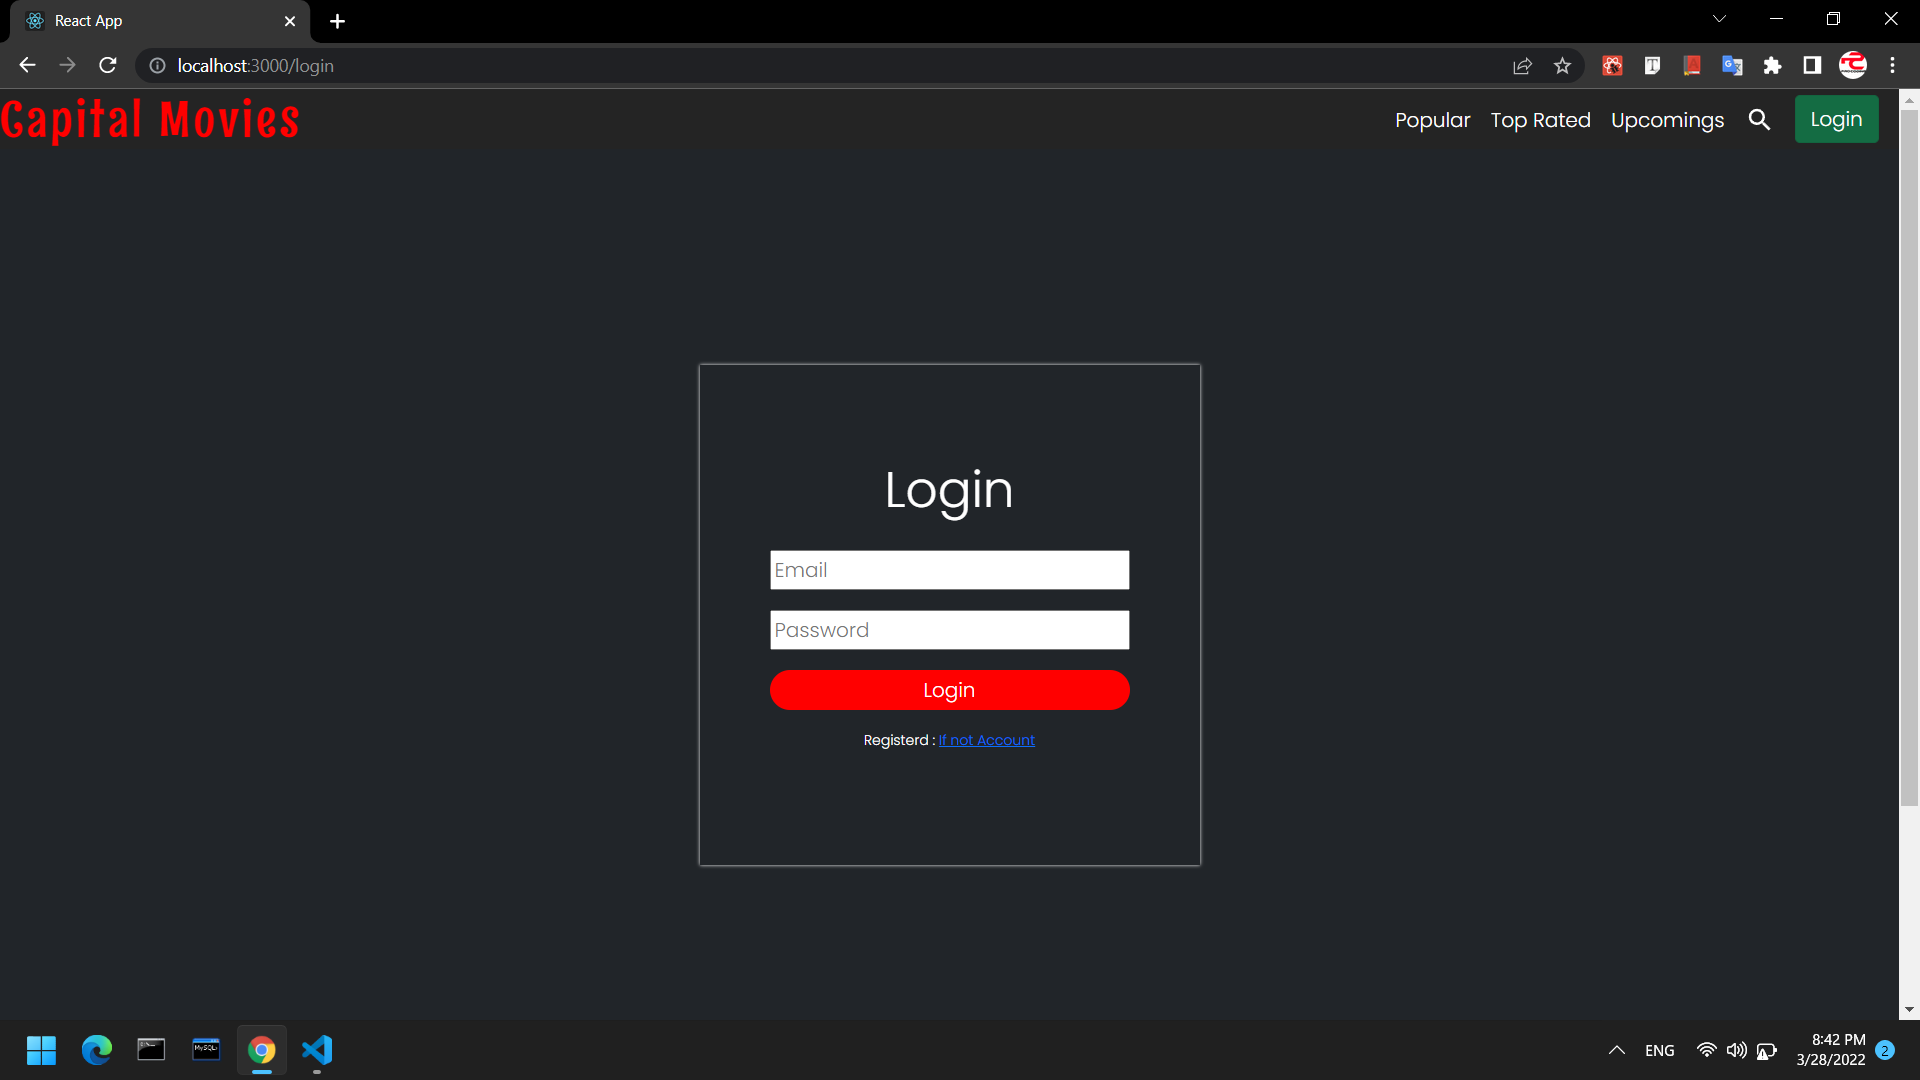 React App
localhost:3000/login
Capital Movies
Popular
Top Rated
Upcomings
Login
Login
Email
Password
Login
Registerd : If not Account
ENG
8:42 PM
3/28/2022
2